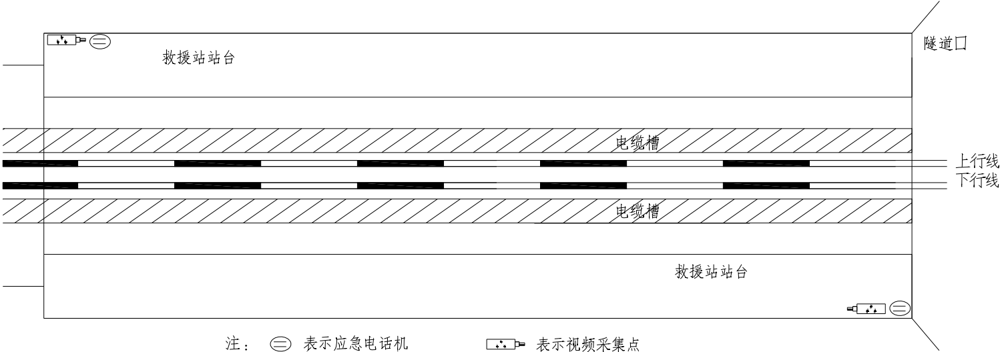 救援站站台
隧道口
电缆槽
上行线
下行线
电缆槽
救援站站台
注： 表示应急电话机 表示视频采集点